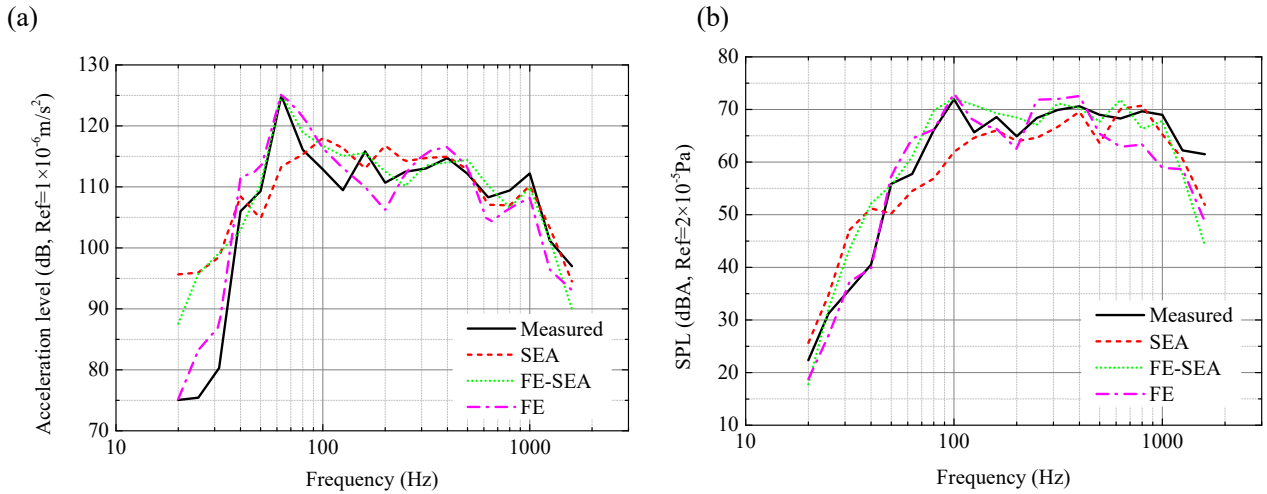 (a)
130
120
110
100
90
80
70
10
100
1000
Acceleration level (dB, Ref=1×10⁻⁶m/s²)
Frequency (Hz)
Measured
SEA
FE-SEA
FE
(b)
80
70
60
50
40
30
20
10
10
100
1000
SPL (dBA, Ref=2×10⁻⁵Pa)
Frequency (Hz)
Measured
SEA
FE-SEA
FE